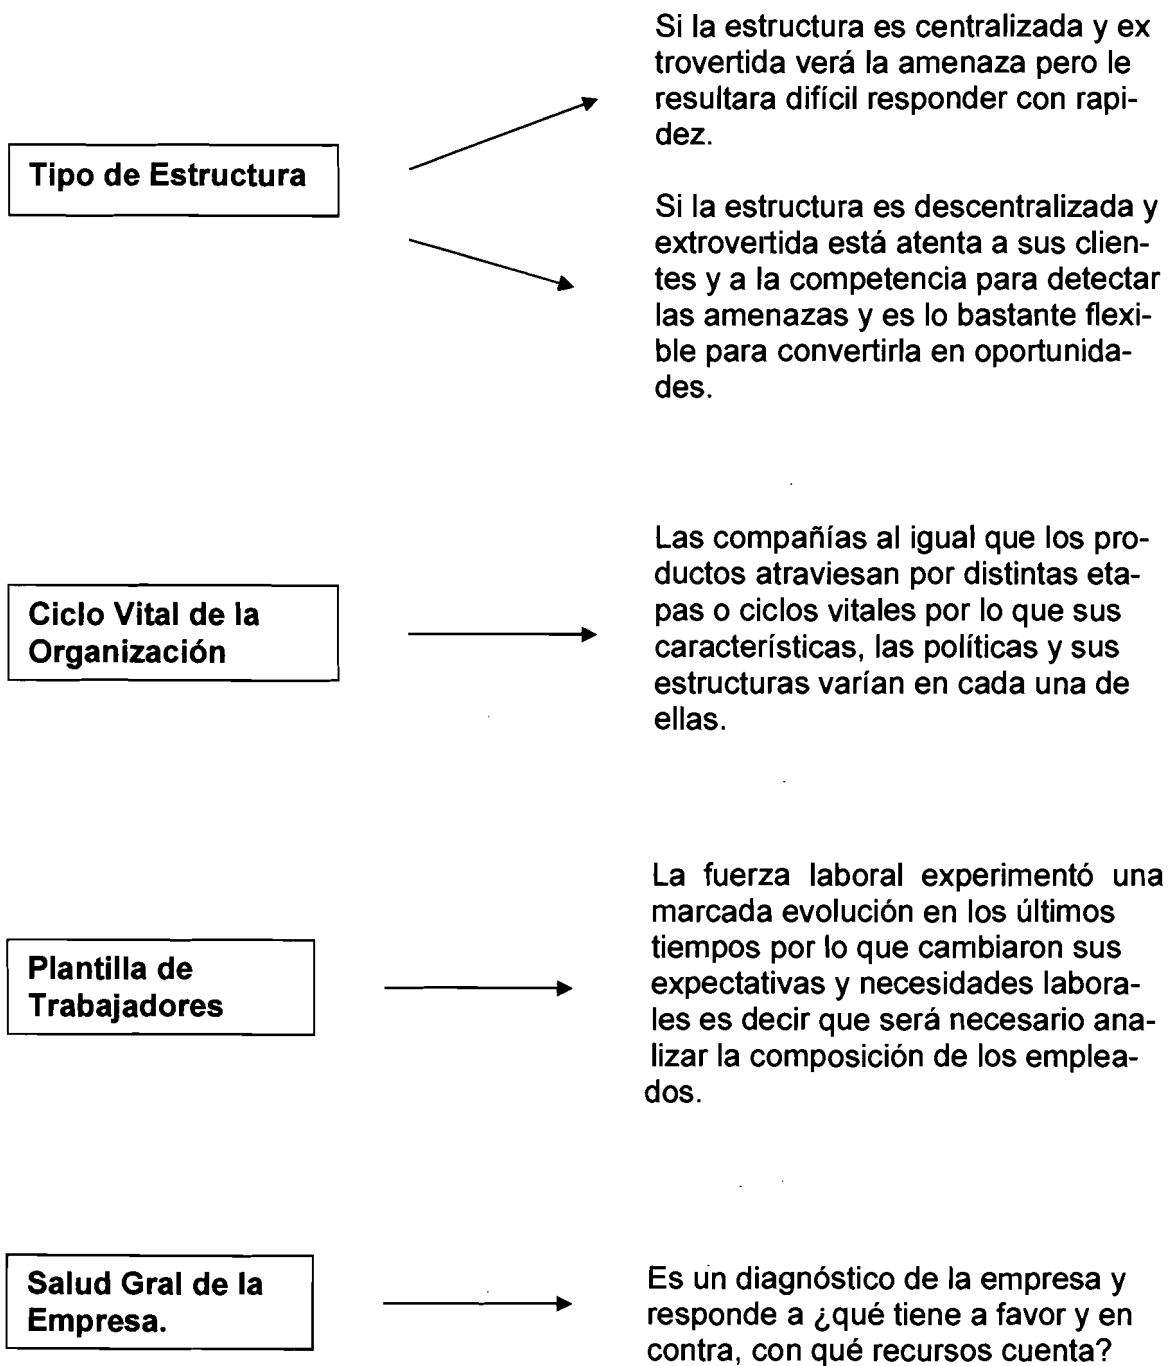 Si la estructura es centralizada y ex
trovertida verá la amenaza pero le
resultara difícil responder con rapi-
dez.
Tipo de Estructura
Si la estructura es descentralizada y
extrovertida está atenta a sus clien-
tes y a la competencia para detectar
las amenazas y es lo bastante flexi-
ble para convertirla en oportunida-
des.
Ciclo Vital de la
Organización
Las compañías al igual que los pro-
ductos atraviesan por distintas eta-
pas o ciclos vitales por lo que sus
características, las políticas y sus
estructuras varían en cada una de
ellas.
Plantilla de
Trabajadores
La fuerza laboral experimentó una
marcada evolución en los últimos
tiempos por lo que cambiaron sus
expectativas y necesidades labora-
les es decir que será necesario ana-
lizar la composición de los emplea-
dos.
Salud Gral de la
Empresa.
Es un diagnóstico de la empresa y
responde a ¿qué tiene a favor y en
contra, con qué recursos cuenta?